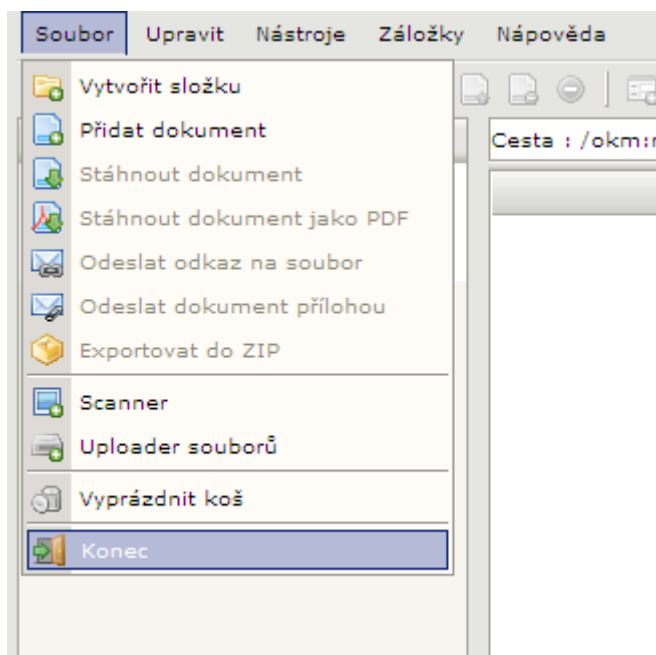 Soubor Upravit Nástroje Záložky Nápověda
Vytvořit složku
Přidat dokument
Stáhnout dokument
Stáhnout dokument jako PDF
Odeslat odkaz na soubor
Odeslat dokument přílohou
Exportovat do ZIP
Scanner
Uploader souborů
Vyprázdnit koš
Konec
Cesta : /okm: